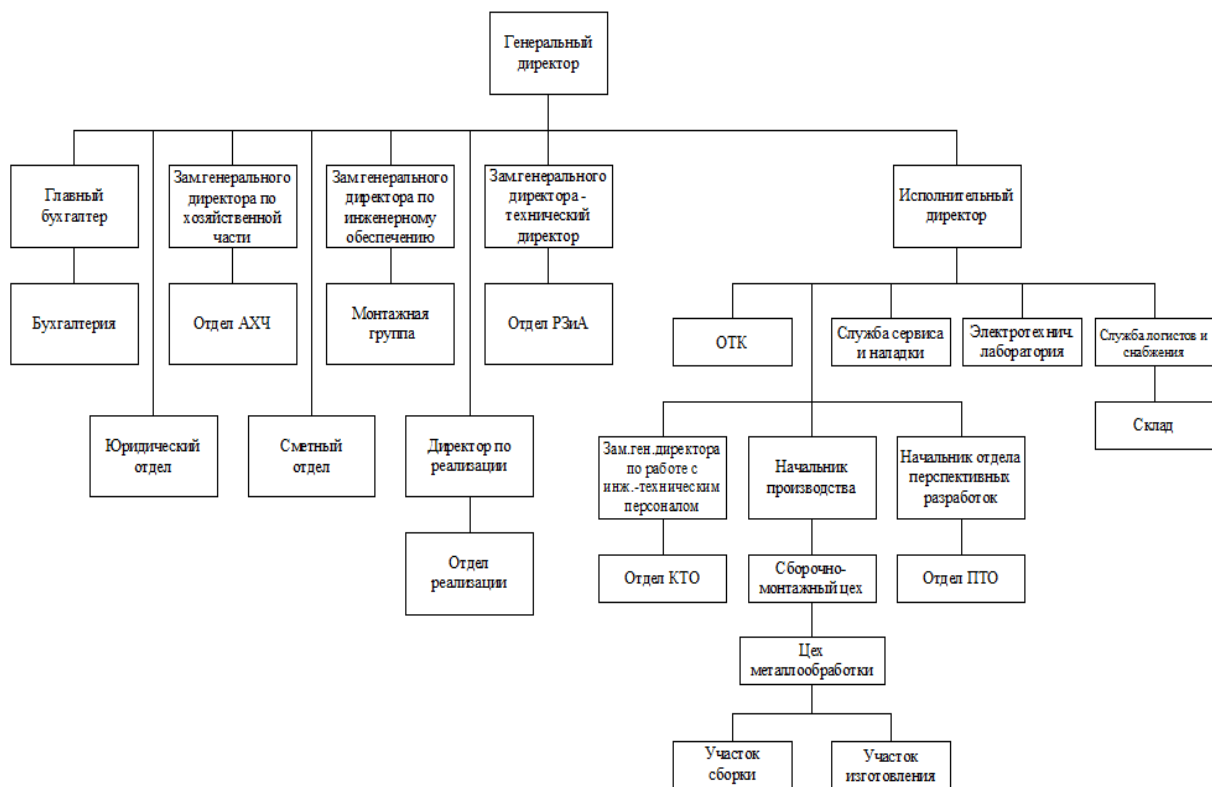 Генеральный
директор
Главный
бухгалтер
Зам.генерального
директора по
хозяйственной
части
Зам.генерального
директора по
инженерному
обеспечению
Зам.генерального
директора -
технический
директор
Исполнительный
директор
Бухгалтерия
Отдел АХЧ
Монтажная
группа
Отдел РЗиА
ОТК
Служба сервиса
и наладки
Электротехнич.
лаборатория
Служба логистов и
снабжения
Юридический
отдел
Сметный
отдел
Директор по
реализации
Зам.ген.директора
по работе с
инж.-техническим
персоналом
Начальник
производства
Начальник отдела
перспективных
разработок
Склад
Отдел
реализации
Отдел КТО
Сборочно-
монтажный цех
Отдел ПТО
Цех
металлообработки
Участок
сборки
Участок
изготовления